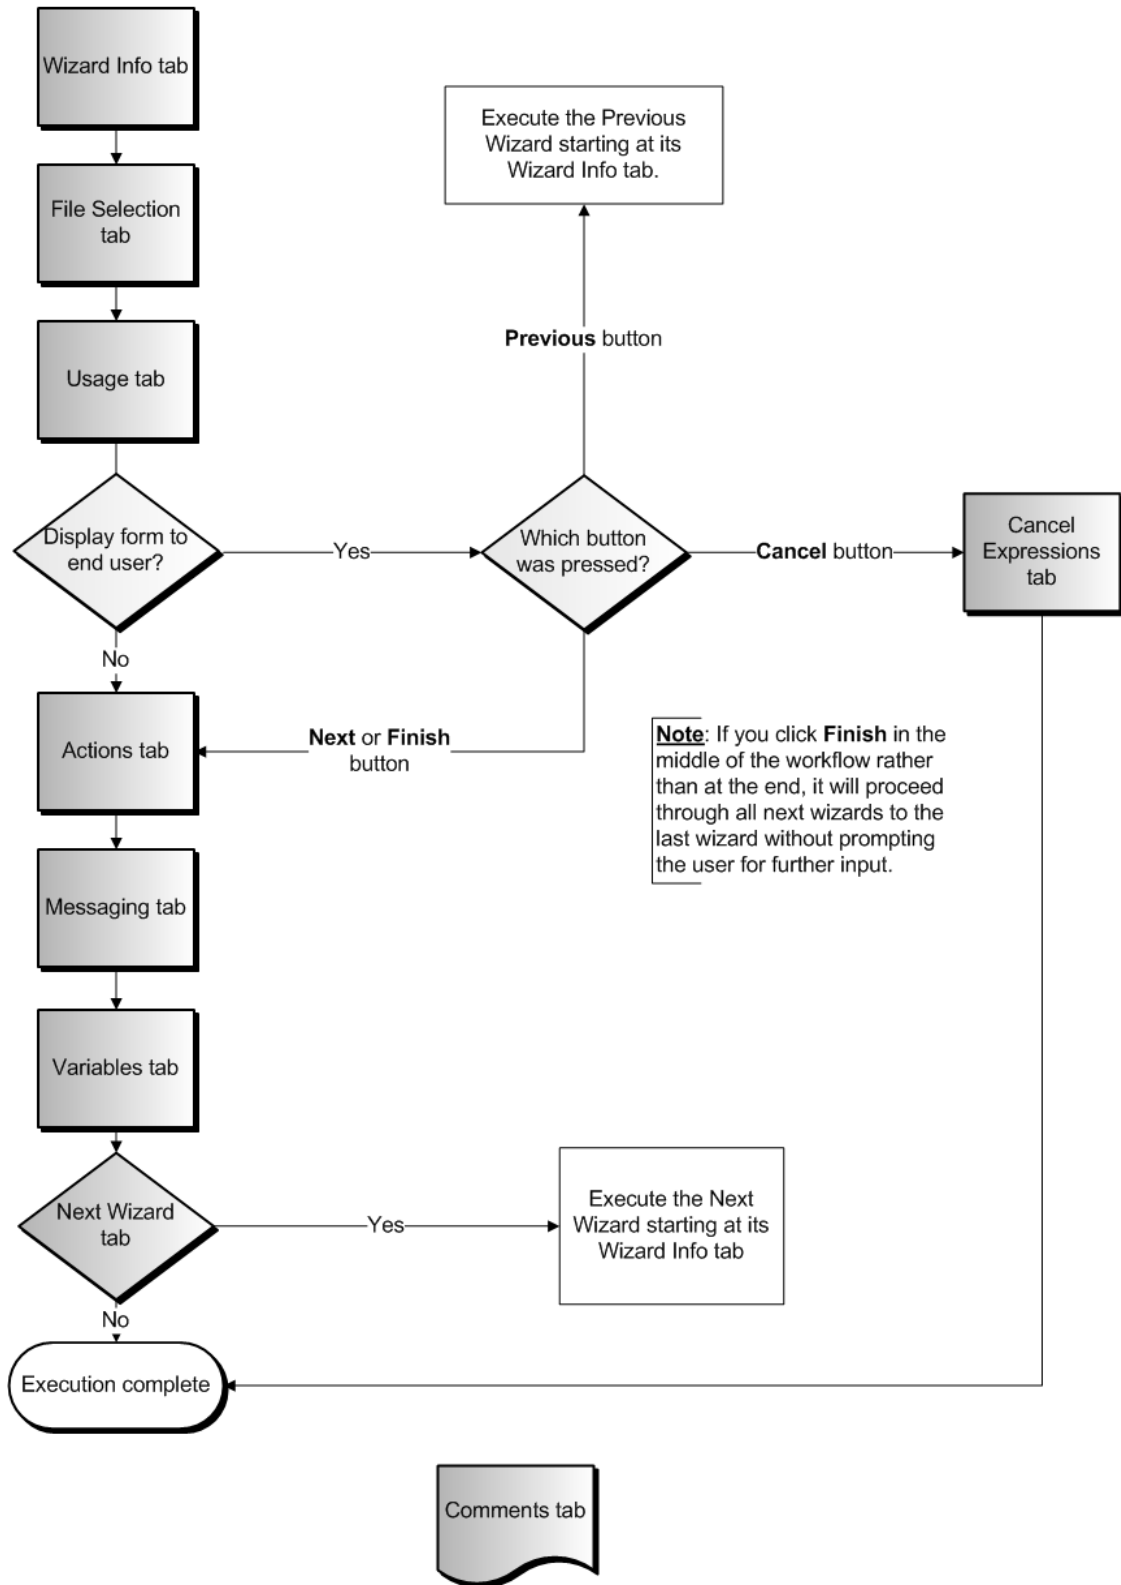 Wizard Info tab
Execute the Previous
Wizard starting at its
Wizard Info tab.
File Selection
tab
Previous button
Usage tab
Display form to
end user?
Yes
Which button
was pressed?
Cancel button
Cancel
Expressions
tab
No
Actions tab
Next or Finish
button
Note: If you click Finish in the
middle of the workflow rather
than at the end, it will proceed
through all next wizards to the
last wizard without prompting
the user for further input.
Messaging tab
Variables tab
Next Wizard
tab
Yes
Execute the Next
Wizard starting at its
Wizard Info tab
No
Execution complete
Comments tab